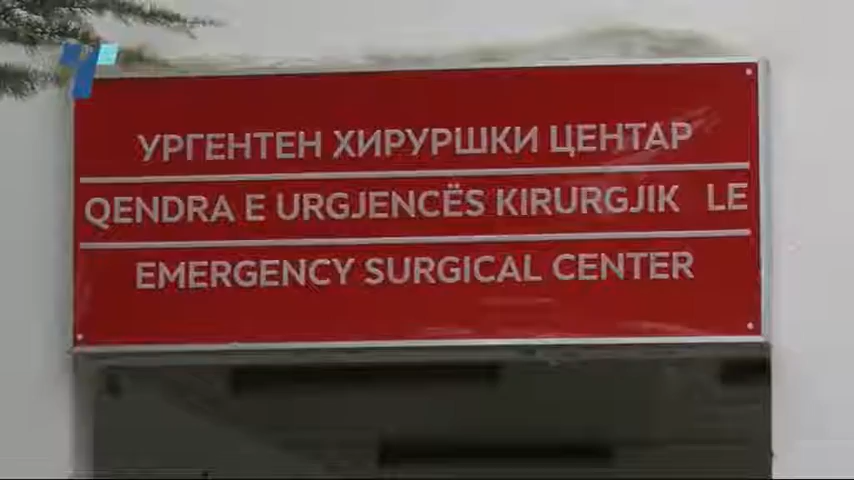 УРГЕНТЕН ХИРУРШКИ ЦЕНТАР
QENDRA E URGJENCËS KIRURGJIK LE
EMERGENCY SURGICAL CENTER